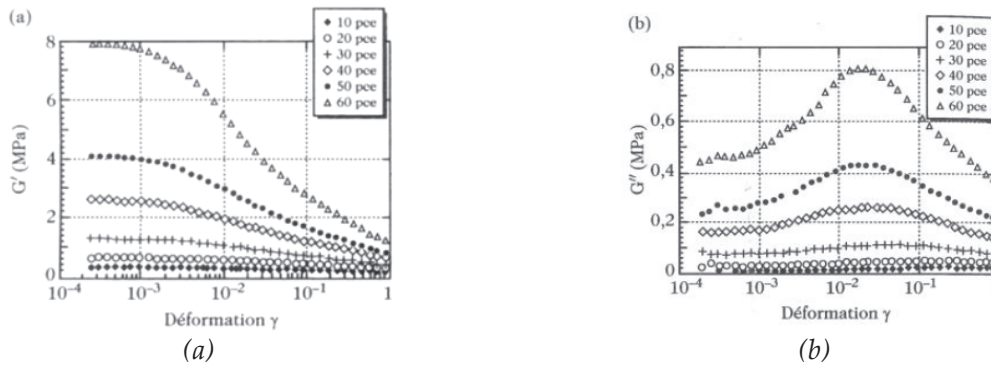 (a)
8
6
4
2
0
G' (MPa)
10 pce
20 pce
30 pce
40 pce
50 pce
60 pce
10⁻⁴
10⁻³
10⁻²
10⁻¹
1
Déformation γ
(a)
(b)
0,8
0,6
0,4
0,2
0
G'' (MPa)
10 pce
20 pce
30 pce
40 pce
50 pce
60 pce
10⁻⁴
10⁻³
10⁻²
10⁻¹
Déformation γ
(b)